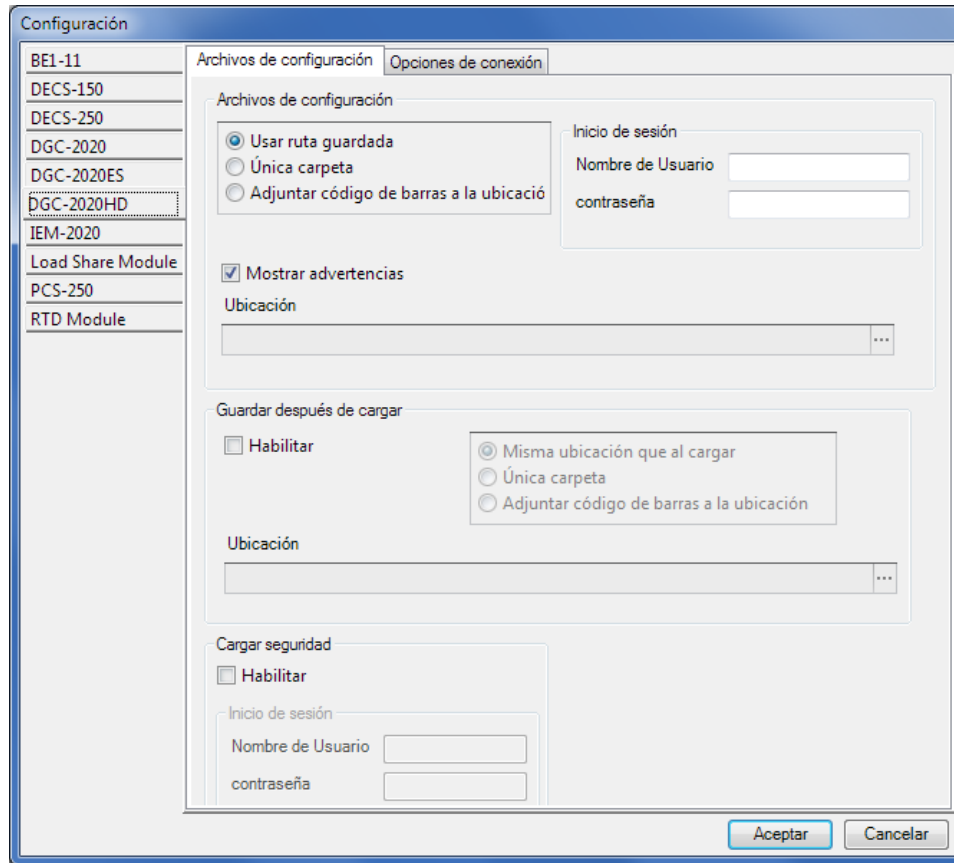 Configuración
BE1-11
DECS-150
DECS-250
DGC-2020
DGC-2020ES
DGC-2020HD
IEM-2020
Load Share Module
PCS-250
RTD Module
Archivos de configuración
Opciones de conexión
Archivos de configuración
Usar ruta guardada
Única carpeta
Adjuntar código de barras a la ubicació
Inicio de sesión
Nombre de Usuario
contraseña
Mostrar advertencias
Ubicación
...
Guardar después de cargar
Habilitar
Misma ubicación que al cargar
Única carpeta
Adjuntar código de barras a la ubicación
Ubicación
...
Cargar seguridad
Habilitar
Inicio de sesión
Nombre de Usuario
contraseña
Aceptar
Cancelar